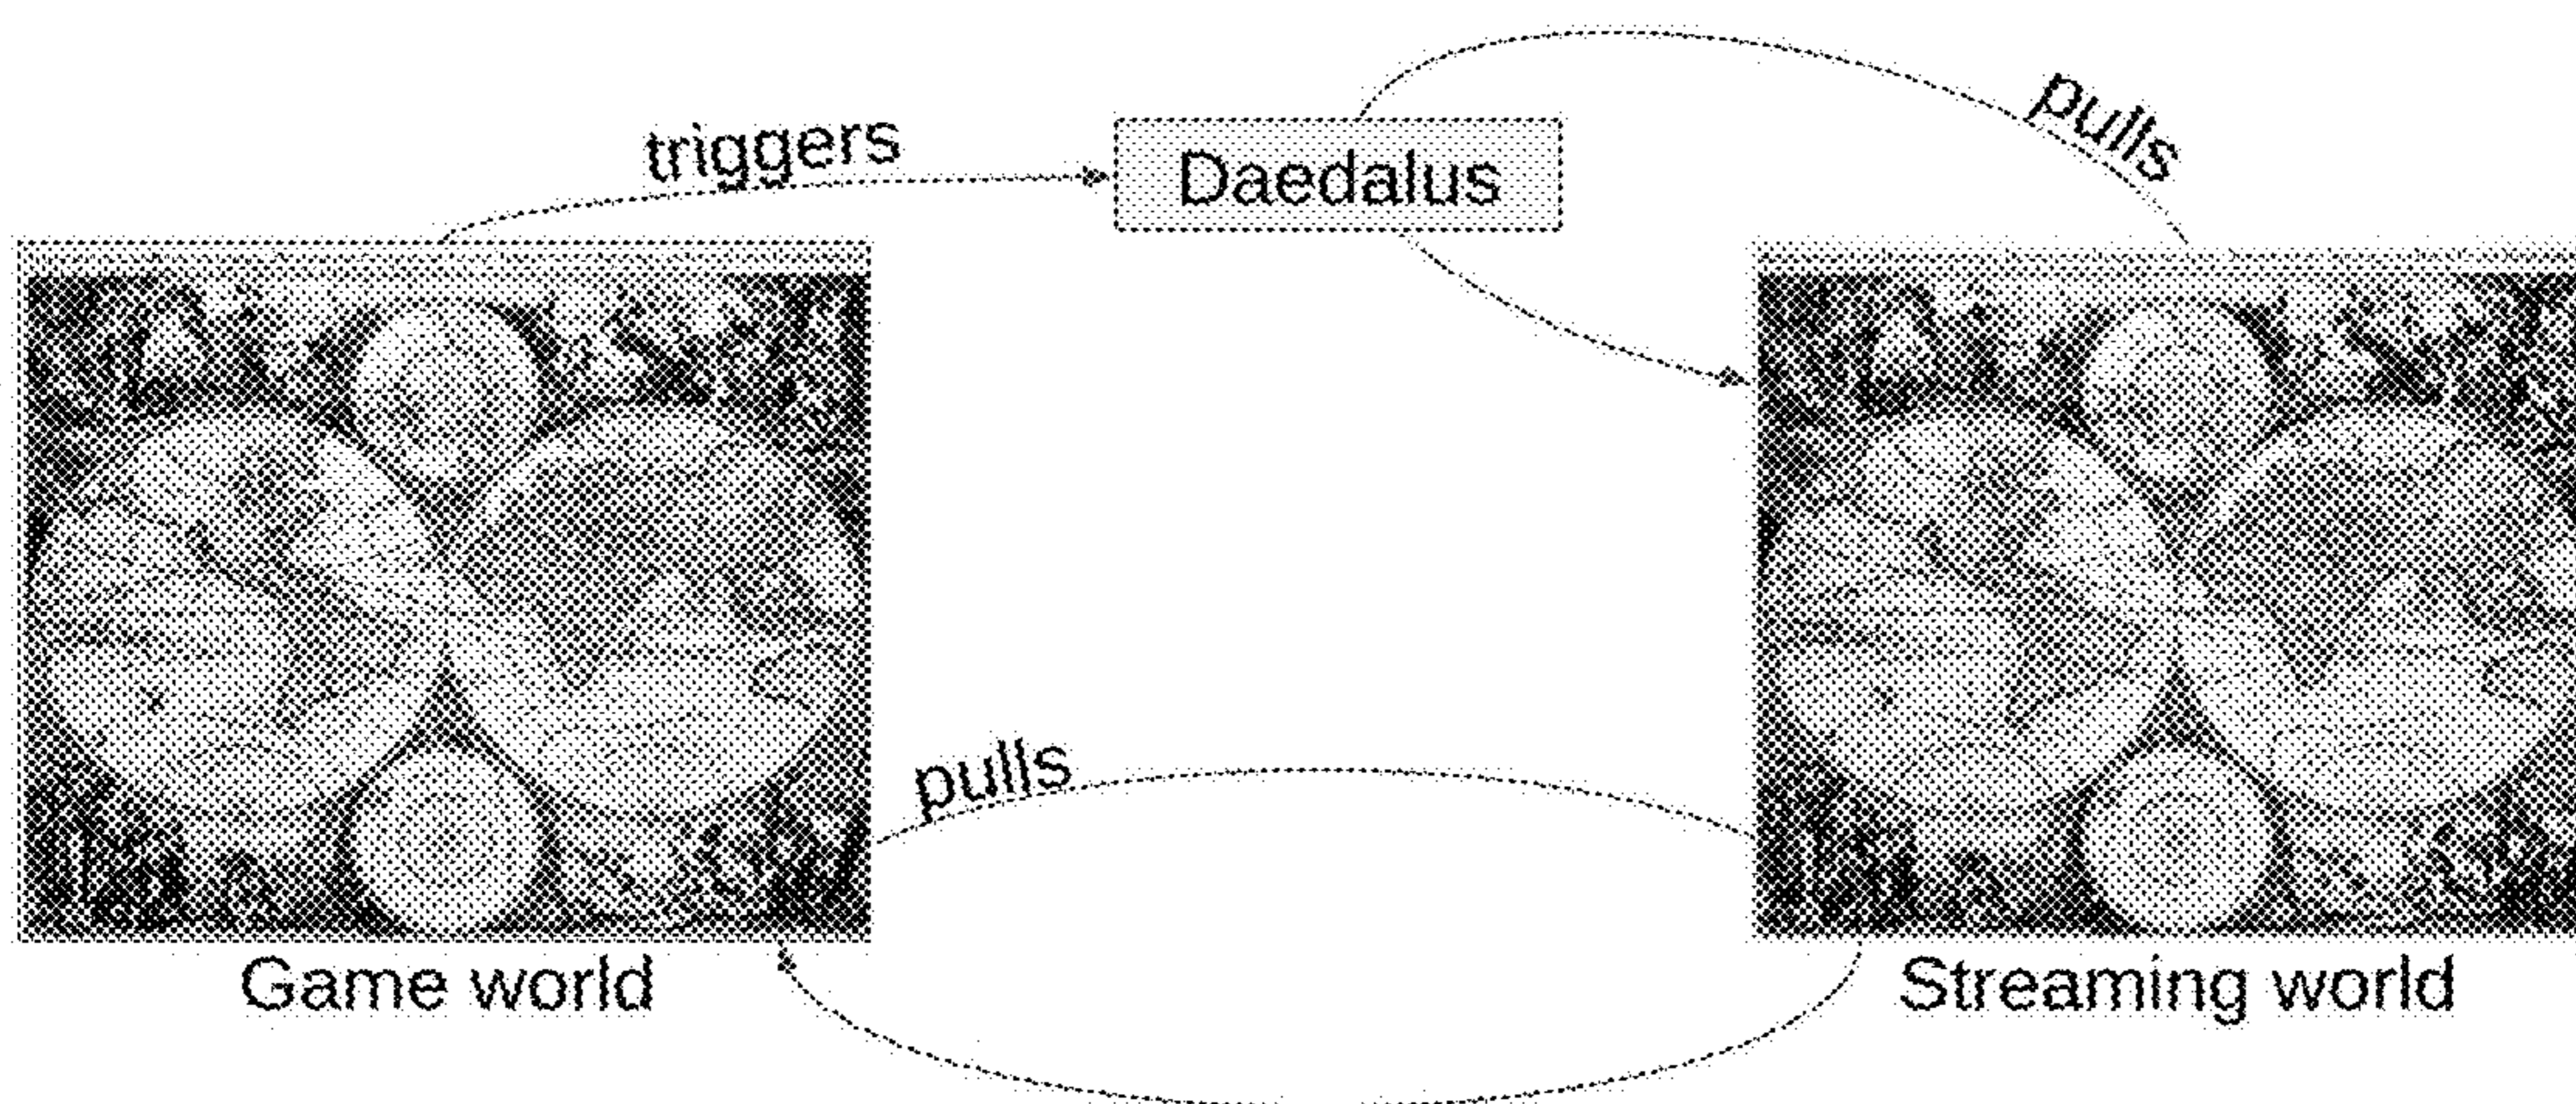 triggers
pulls
Daedalus
pulls
Game world
Streaming world